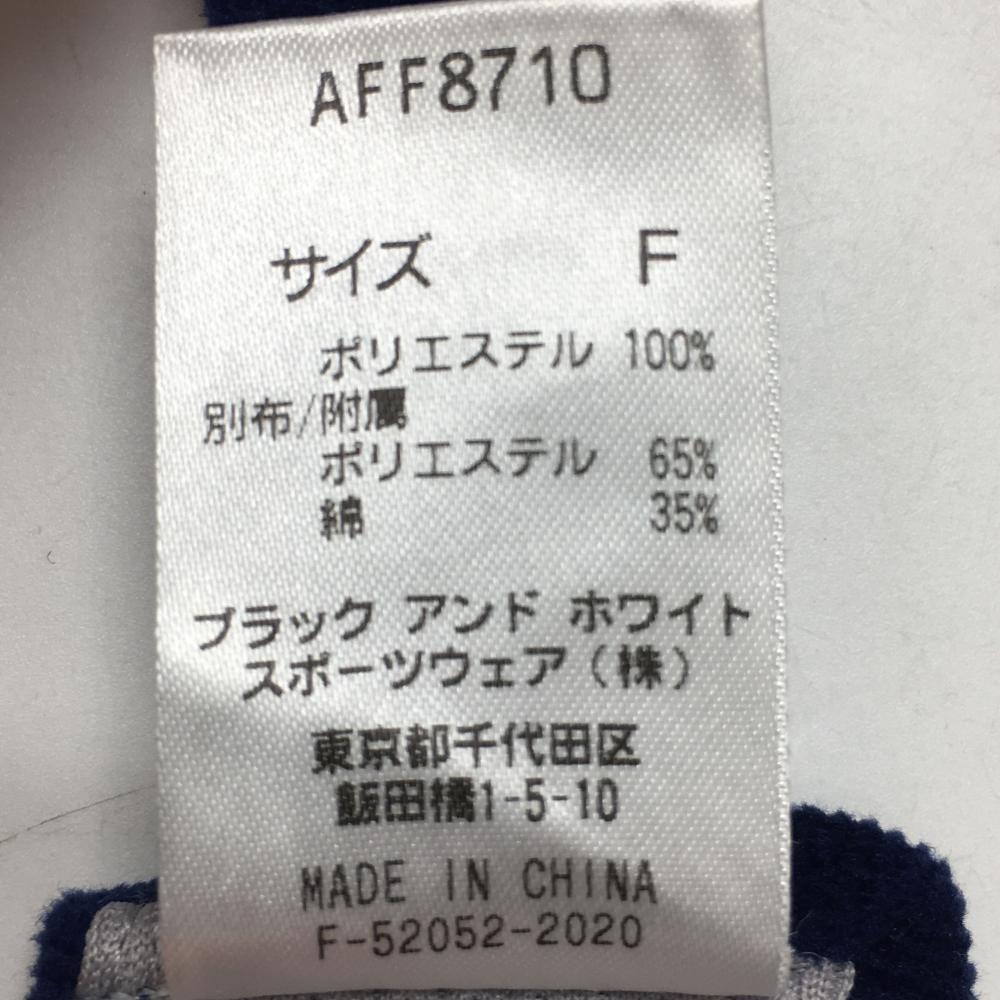 AFF8710
サイズ F
ポリエステル 100%
別布/附属
ポリエステル 65%
綿 35%
ブラック アンド ホワイト
スポーツウェア(株)
東京都千代田区
飯田橋1-5-10
MADE IN CHINA
F-52052-2020